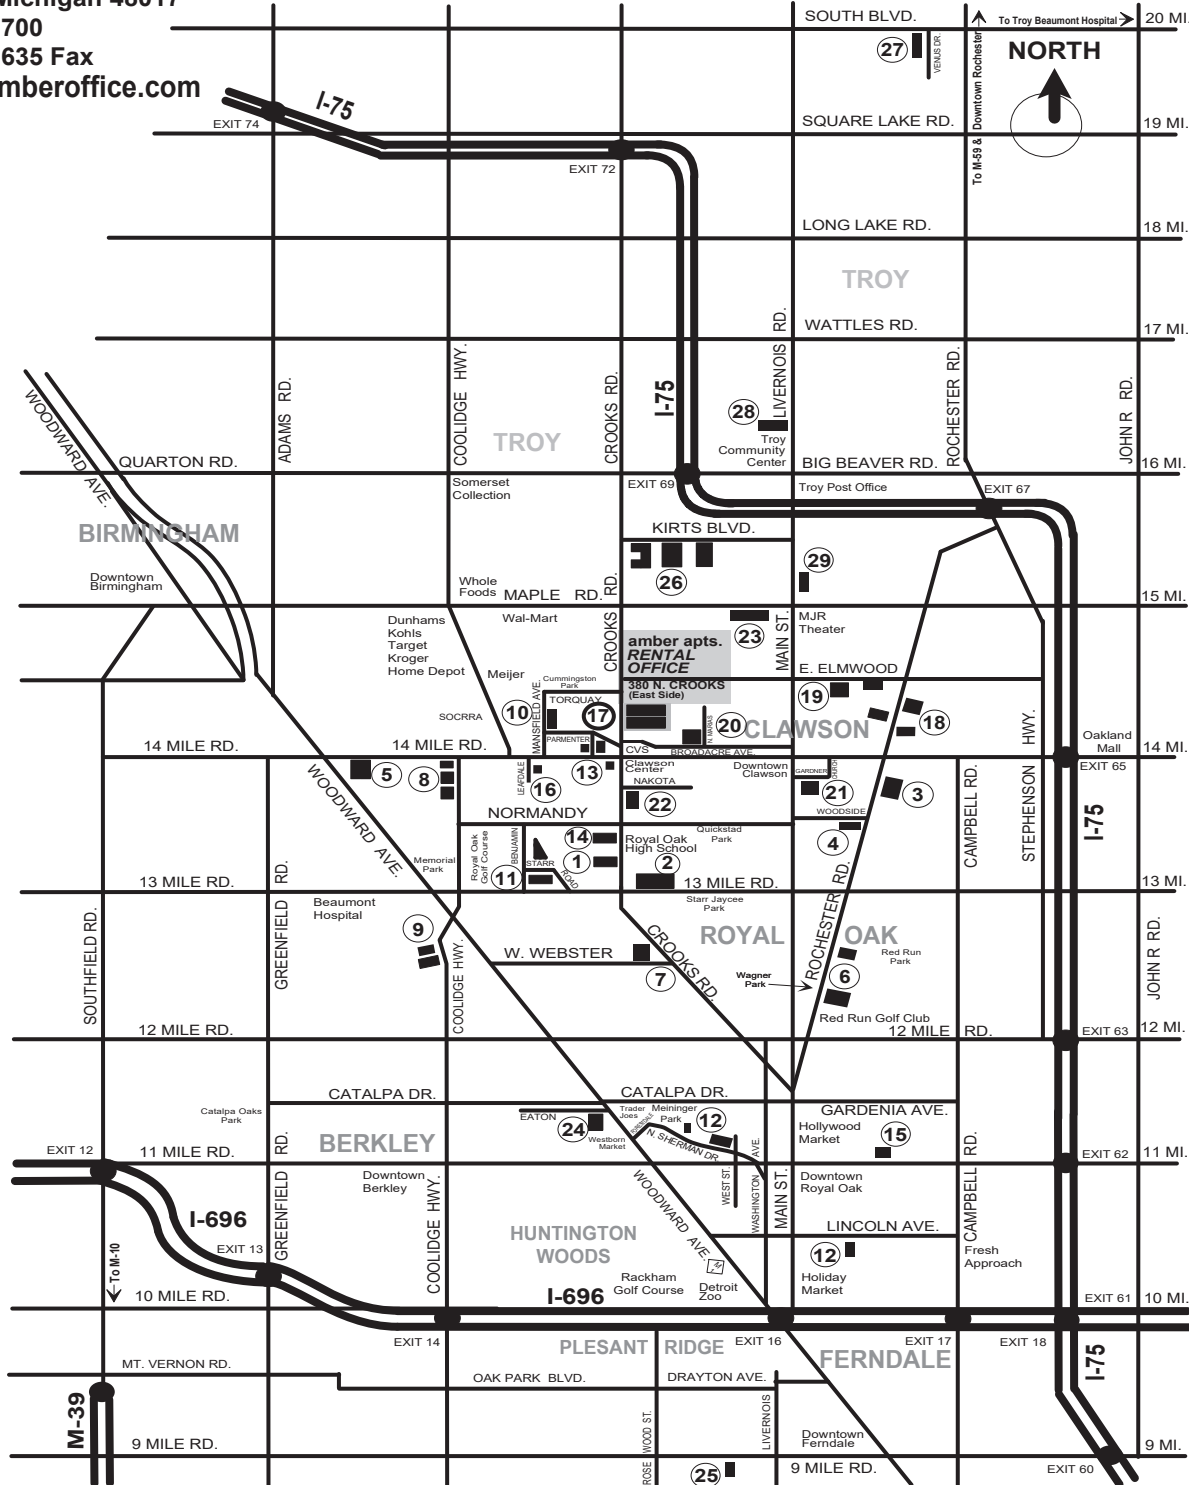 Michigan 48017
700
635 Fax
mberoffice.com
SOUTH BLVD.
To Troy Beaumont Hospital
20 MI.
27
VENUS DR.
To M-59 & Downtown Rochester
NORTH
I-75
EXIT 74
SQUARE LAKE RD.
19 MI.
EXIT 72
LONG LAKE RD.
18 MI.
TROY
WATTLES RD.
17 MI.
WOODWARD AVE.
ADAMS RD.
COOLIDGE HWY.
CROOKS RD.
I-75
LIVERNOIS RD.
ROCHESTER RD.
JOHN R RD.
28
Troy
Community
Center
TROY
QUARTON RD.
BIG BEAVER RD.
16 MI.
Somerset
Collection
EXIT 69
Troy Post Office
EXIT 67
BIRMINGHAM
KIRTS BLVD.
Downtown
Birmingham
Whole
Foods
26
29
MAPLE RD.
15 MI.
Dunhams
Kohls
Target
Kroger
Home Depot
Wal-Mart
CROOKS RD.
amber apts.
RENTAL
OFFICE
380 N. CROOKS
(East Side)
23
MAIN ST.
MJR
Theater
E. ELMWOOD
Meijer
Cummingston
Park
TORQUAY
MANSFIELD AVE.
10
17
SOCRRA
PARMENTER
N. MARAIS
20
CLAWSON
19
18
STEPHENSON HWY.
Oakland
Mall
14 MILE RD.
14 MILE RD.
CVS
BROADACRE AVE.
14 MI.
EXIT 65
5
8
LEAFDALE
16
13
Clawson
Center
NAKOTA
Downtown
Clawson
GARDNER
CHURCH
21
3
22
WOODSIDE
WOODWARD AVE.
NORMANDY
4
CAMPBELL RD.
I-75
Memorial
Park
Royal Oak
Golf Course
BENJAMIN
STARR
ROAD
14
1
11
Royal Oak
High School
2
Quickstad
Park
13 MILE RD.
13 MILE RD.
13 MI.
Beaumont
Hospital
Starr Jaycee
Park
SOUTHFIELD RD.
GREENFIELD RD.
9
COOLIDGE HWY.
W. WEBSTER
7
CROOKS RD.
ROYAL OAK
ROCHESTER RD.
Red Run
Park
Wagner
Park
6
JOHN R RD.
Red Run Golf Club
12 MILE RD.
12 MILE RD.
EXIT 63
12 MI.
CATALPA DR.
CATALPA DR.
Catalpa Oaks
Park
EATON
24
Westborn
Market
Trader
Joes
Meininger
Park
12
N. SHERMAN DR.
GARDENIA AVE.
Hollywood
Market
15
EXIT 12
11 MILE RD.
BERKLEY
EXIT 62
11 MI.
Downtown
Berkley
WOODWARD AVE.
WEST ST.
WASHINGTON AVE.
MAIN ST.
Downtown
Royal Oak
CAMPBELL RD.
I-696
GREENFIELD RD.
COOLIDGE HWY.
HUNTINGTON
WOODS
LINCOLN AVE.
EXIT 13
12
Holiday
Market
Fresh
Approach
To M-10
Rackham
Golf Course
Detroit
Zoo
10 MILE RD.
I-696
EXIT 61
10 MI.
EXIT 14
PLESANT RIDGE
EXIT 16
EXIT 17
EXIT 18
FERNDALE
MT. VERNON RD.
OAK PARK BLVD.
DRAYTON AVE.
I-75
M-39
ROSE WOOD ST.
LIVERNOIS
Downtown
Ferndale
9 MILE RD.
9 MI.
25
9 MILE RD.
EXIT 60